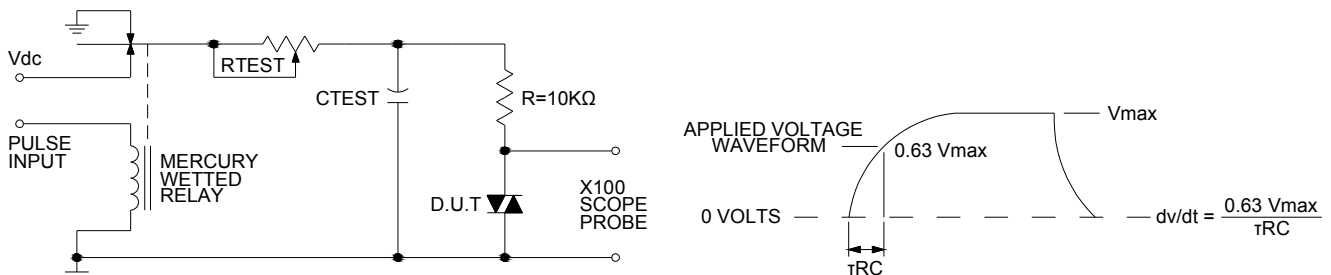 Vdc
RTEST
CTEST
R=10KΩ
PULSE
INPUT
MERCURY
WETTED
RELAY
D.U.T
X100
SCOPE
PROBE
APPLIED VOLTAGE
WAVEFORM
Vmax
0.63 Vmax
0 VOLTS
dv/dt = 0.63 Vmax
τRC
τRC